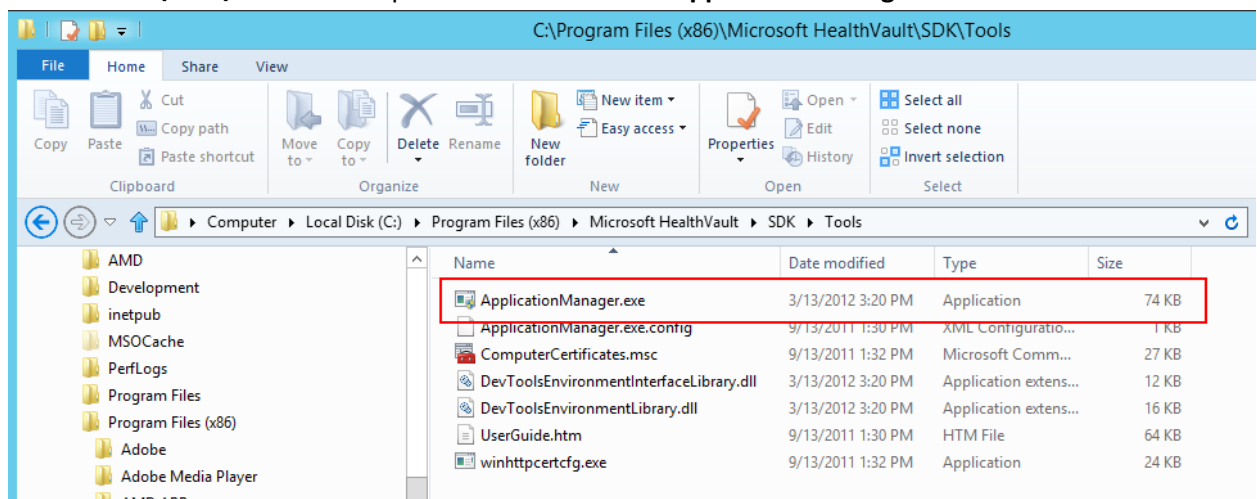 C:\Program Files (x86)\Microsoft HealthVault\SDK\Tools
File Home Share View
Copy
Paste
Cut
Copy path
Paste shortcut
Clipboard
Move to
Copy to
Delete
Rename
Organize
New folder
New item
Easy access
New
Properties
Open
Edit
History
Open
Select all
Select none
Invert selection
Select
Computer Local Disk (C:) Program Files (x86) Microsoft HealthVault SDK Tools
AMD
Development
inetpub
MSOCache
PerfLogs
Program Files
Program Files (x86)
Adobe
Adobe Media Player
Name Date modified Type Size
ApplicationManager.exe 3/13/2012 3:20 PM Application 74 KB
ApplicationManager.exe.config 9/13/2011 1:30 PM XML Configuratio... 1 KB
ComputerCertificates.msc 9/13/2011 1:32 PM Microsoft Comm... 27 KB
DevToolsEnvironmentInterfaceLibrary.dll 3/13/2012 3:20 PM Application extens... 12 KB
DevToolsEnvironmentLibrary.dll 3/13/2012 3:20 PM Application extens... 16 KB
UserGuide.htm 9/13/2011 1:30 PM HTM File 64 KB
winhttpcertcfg.exe 9/13/2011 1:32 PM Application 24 KB